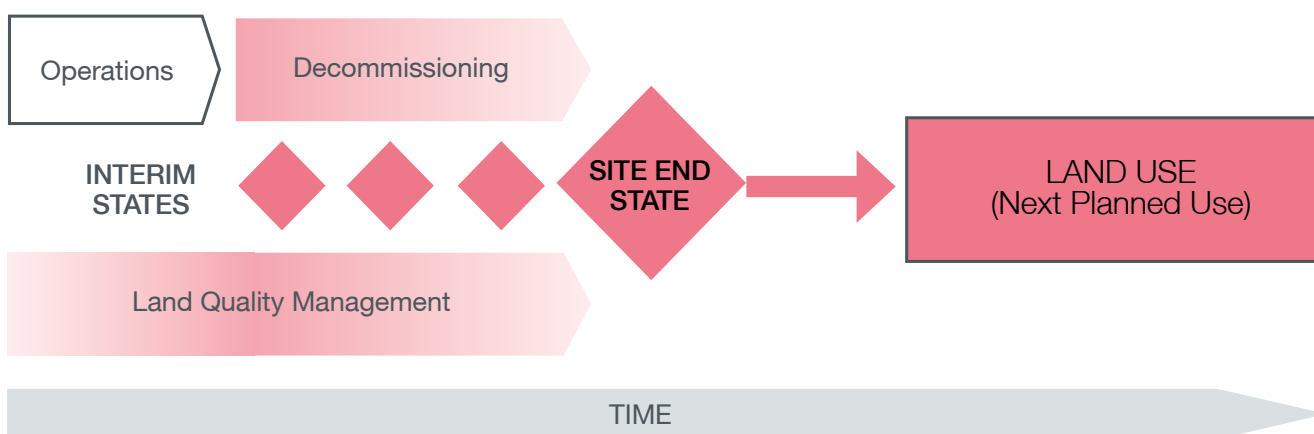 Operations
Decommissioning
INTERIM
STATES
SITE END
STATE
LAND USE
(Next Planned Use)
Land Quality Management
TIME